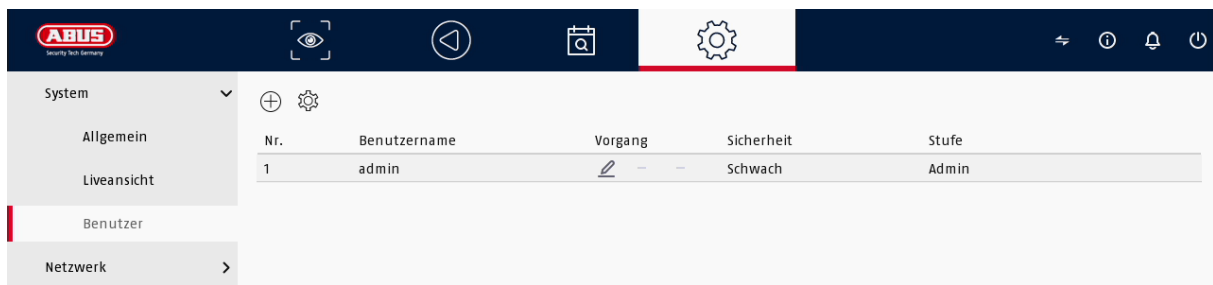 ABUS
Security Tech Germany
System
Allgemein
Liveansicht
Benutzer
Netzwerk
Nr. Benutzername Vorgang Sicherheit Stufe
1 admin Schwach Admin